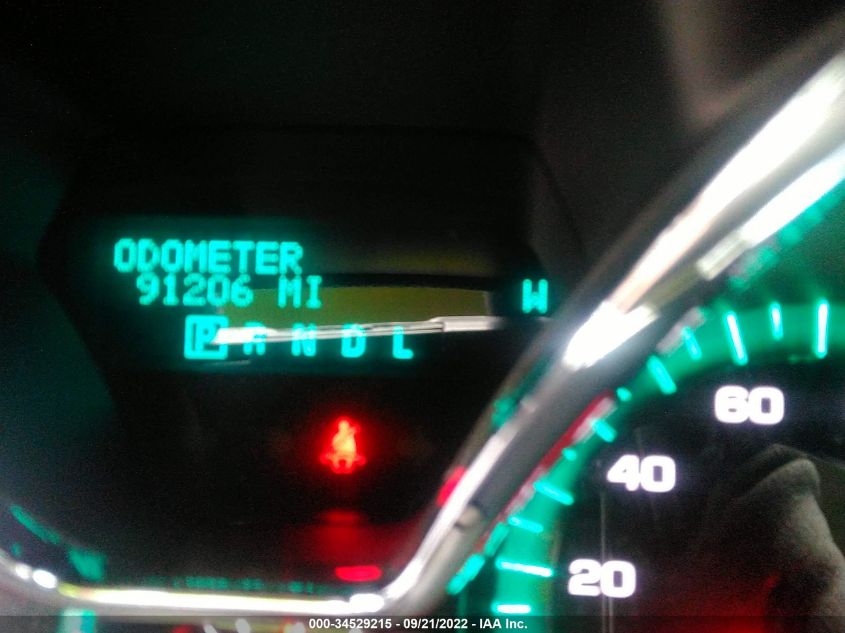 ODOMETER
91206 MI
W
P R N D L
60
40
20
000-34529215 - 09/21/2022 - IAA Inc.